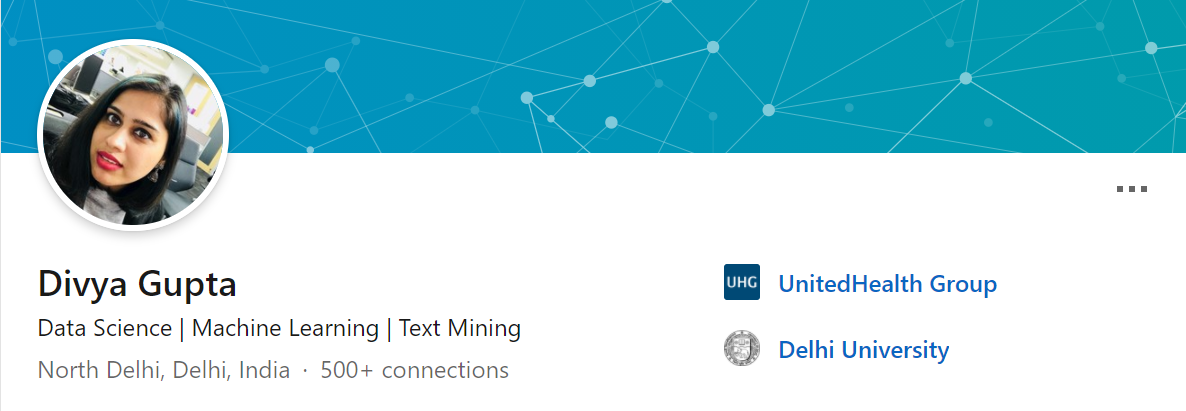 Divya Gupta
Data Science | Machine Learning | Text Mining
North Delhi, Delhi, India · 500+ connections
UHG UnitedHealth Group
Delhi University